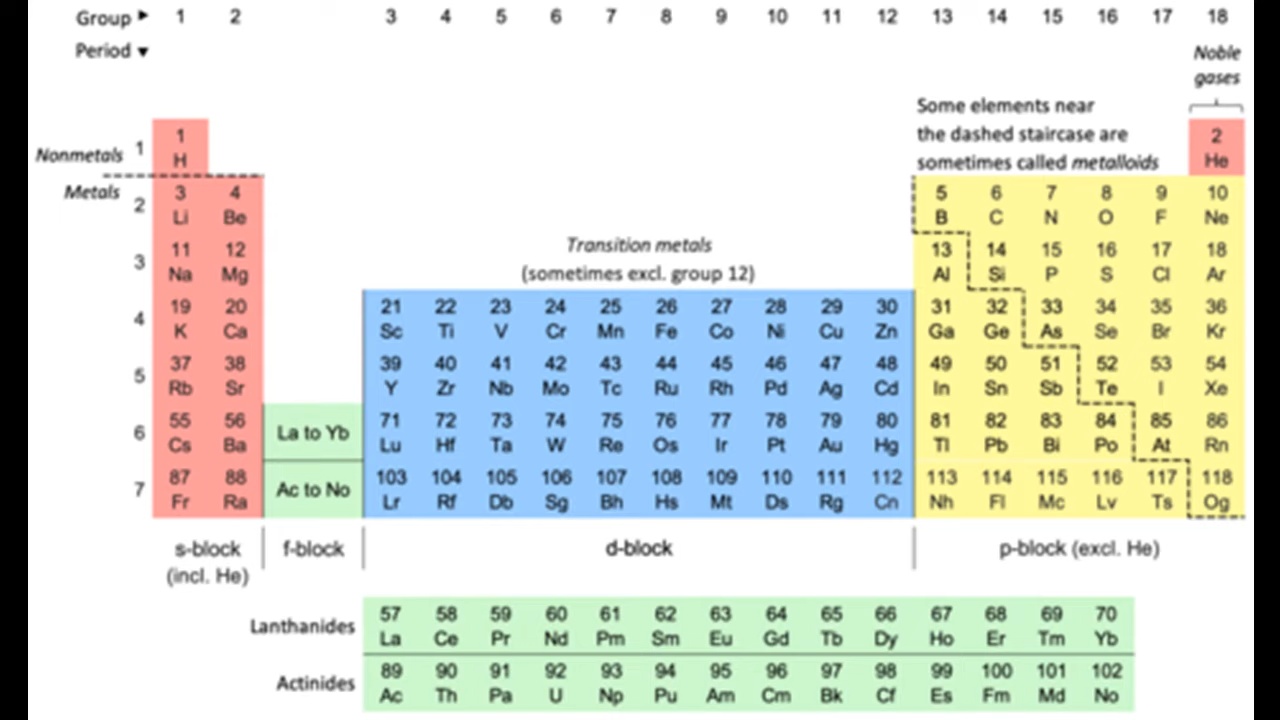 Group ► 1 2 3 4 5 6 7 8 9 10 11 12 13 14 15 16 17 18
Period ▼
Noble
gases
Some elements near
the dashed staircase are
sometimes called metalloids
1 2
Nonmetals 1 H He
Metals
2 3 4 5 6 7 8 9 10
Li Be B C N O F Ne
Transition metals
(sometimes excl. group 12)
3 11 12 13 14 15 16 17 18
Na Mg Al Si P S Cl Ar
4 19 20 21 22 23 24 25 26 27 28 29 30 31 32 33 34 35 36
K Ca Sc Ti V Cr Mn Fe Co Ni Cu Zn Ga Ge As Se Br Kr
5 37 38 39 40 41 42 43 44 45 46 47 48 49 50 51 52 53 54
Rb Sr Y Zr Nb Mo Tc Ru Rh Pd Ag Cd In Sn Sb Te I Xe
6 55 56 La to Yb 71 72 73 74 75 76 77 78 79 80 81 82 83 84 85 86
Cs Ba Lu Hf Ta W Re Os Ir Pt Au Hg Tl Pb Bi Po At Rn
7 87 88 Ac to No 103 104 105 106 107 108 109 110 111 112 113 114 115 116 117 118
Fr Ra Lr Rf Db Sg Bh Hs Mt Ds Rg Cn Nh Fl Mc Lv Ts Og
s-block f-block d-block p-block (excl. He)
(incl. He)
57 58 59 60 61 62 63 64 65 66 67 68 69 70
Lanthanides La Ce Pr Nd Pm Sm Eu Gd Tb Dy Ho Er Tm Yb
89 90 91 92 93 94 95 96 97 98 99 100 101 102
Actinides Ac Th Pa U Np Pu Am Cm Bk Cf Es Fm Md No